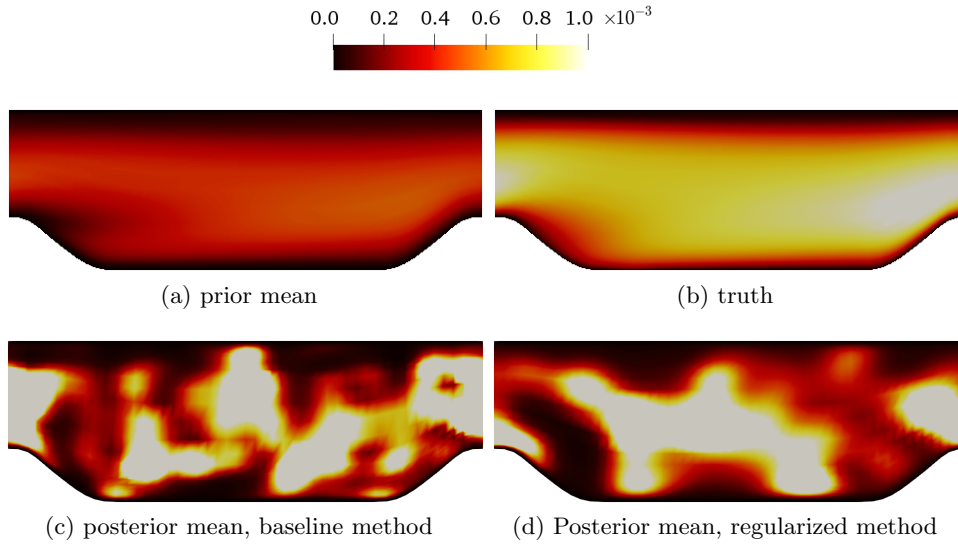 0.0 0.2 0.4 0.6 0.8 1.0 ×10⁻³
(a) prior mean
(b) truth
(c) posterior mean, baseline method
(d) Posterior mean, regularized method